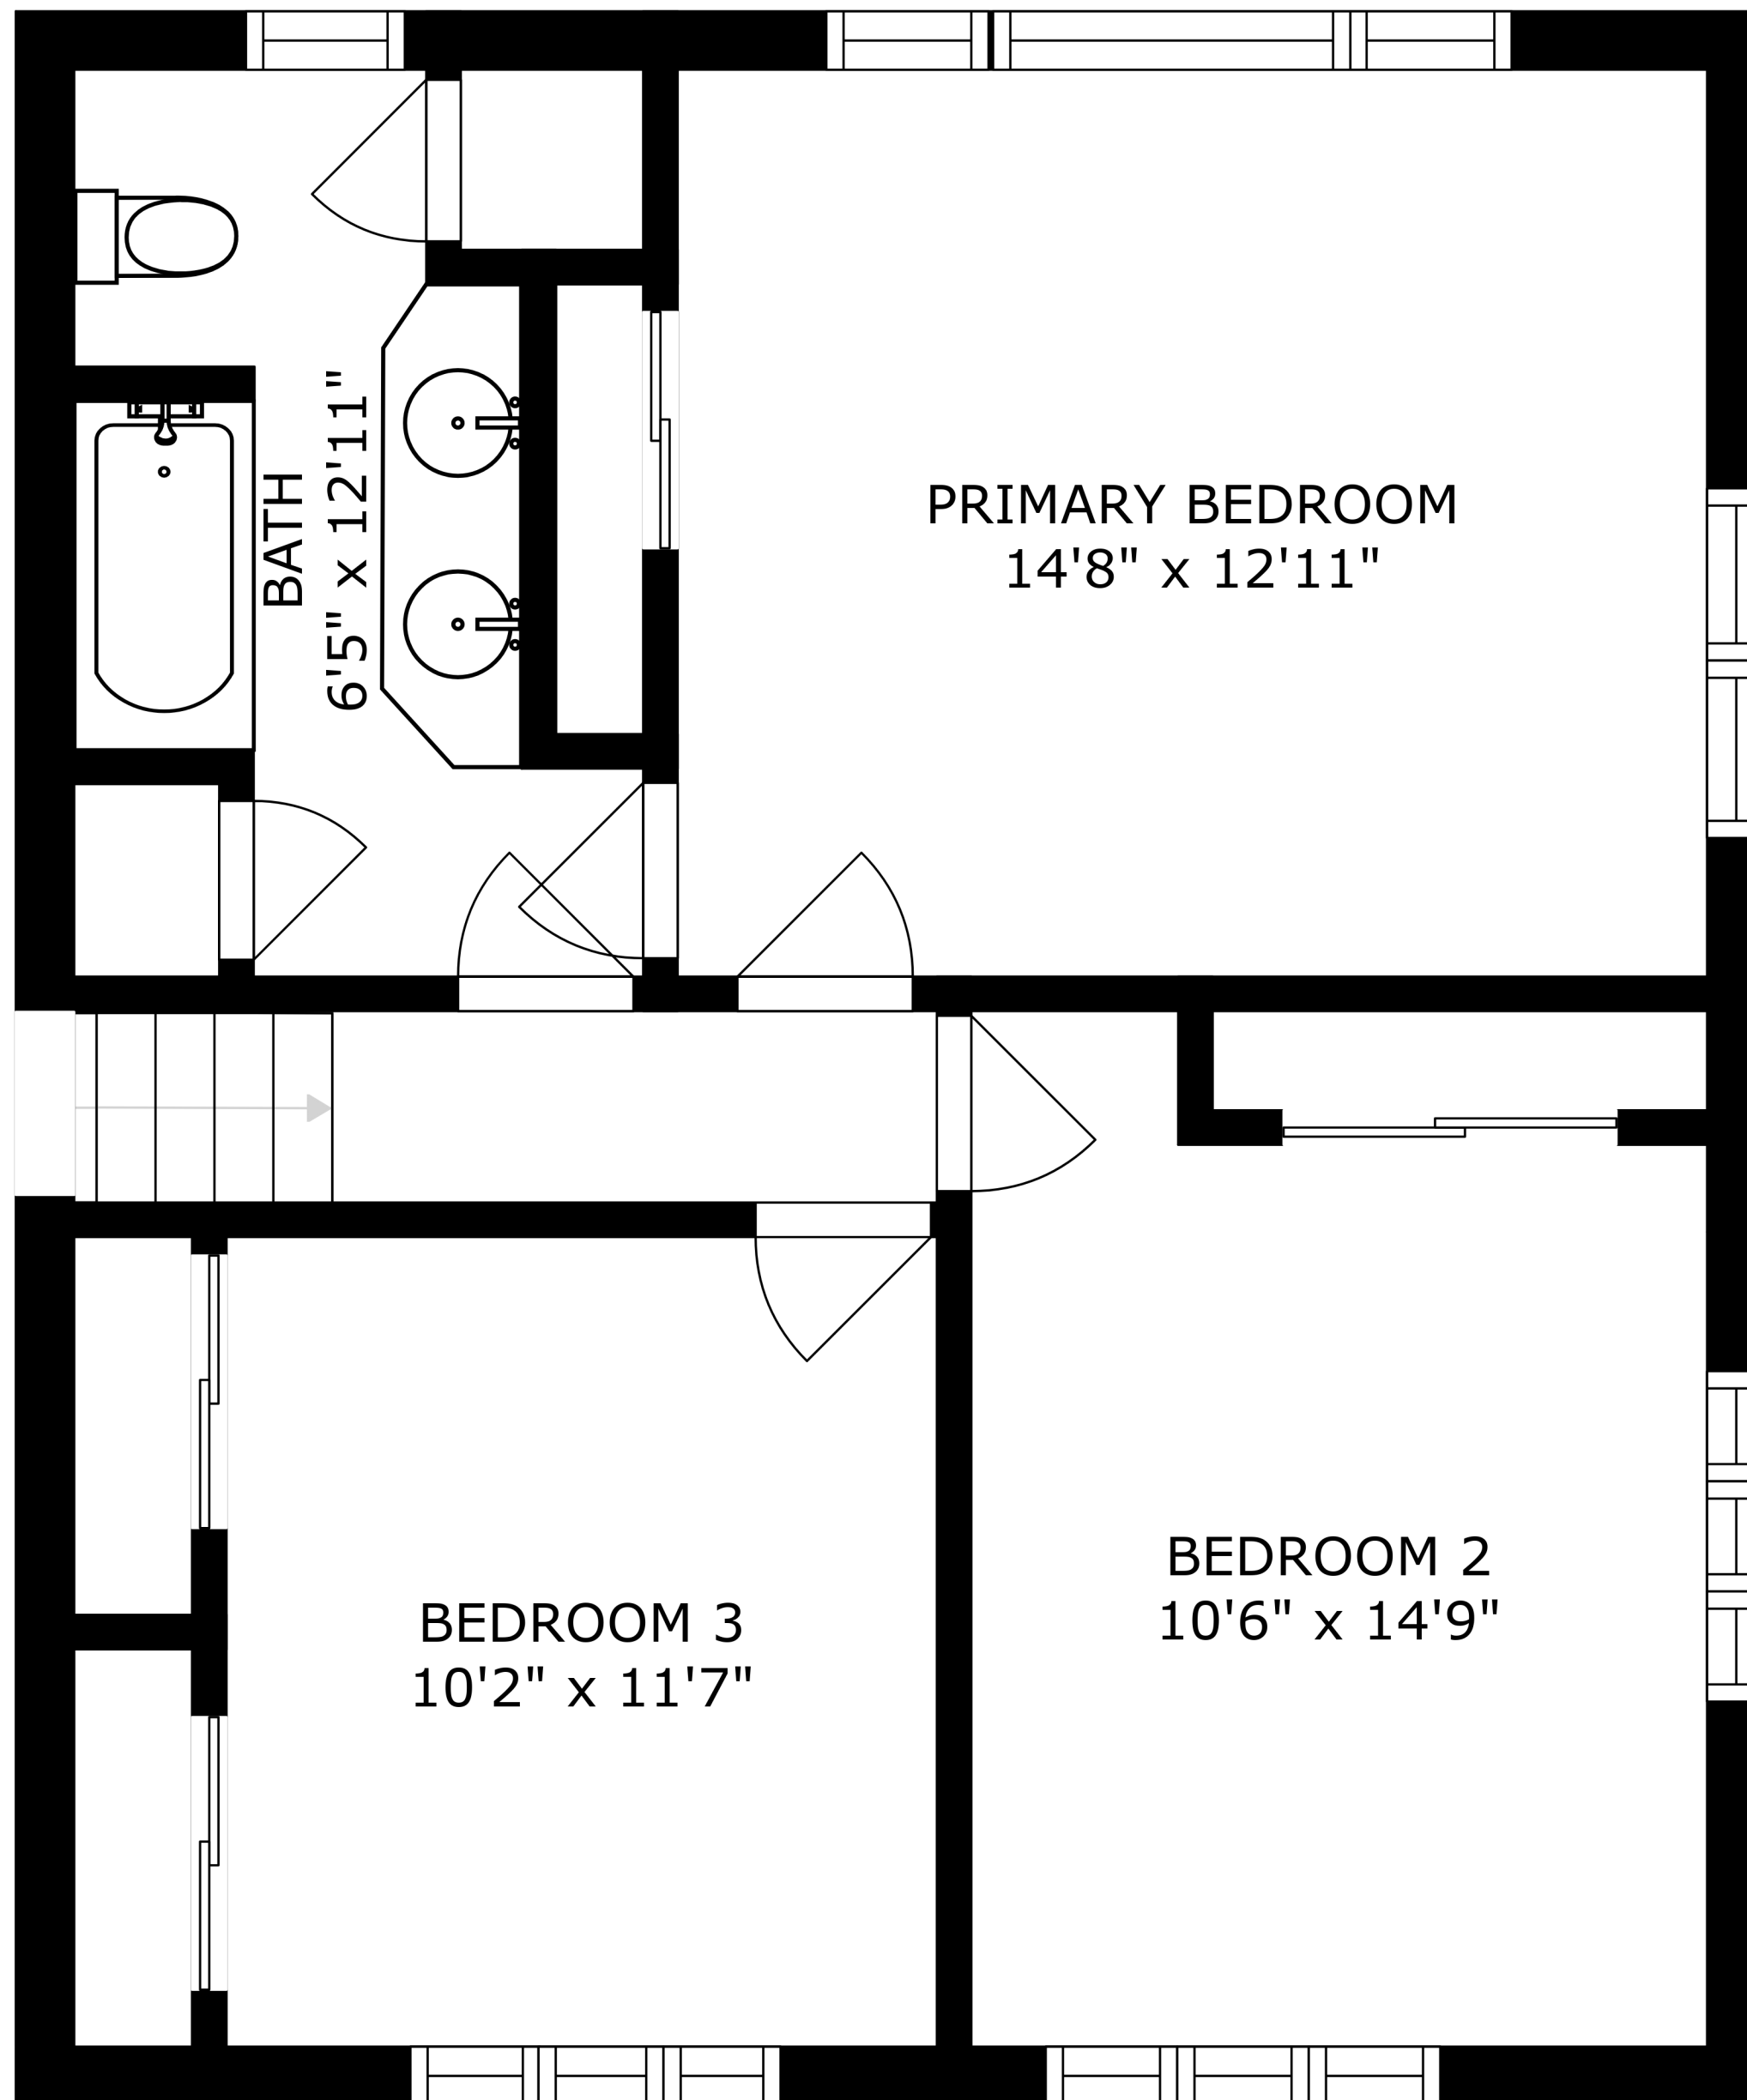 BATH
6'5" x 12'11"
PRIMARY BEDROOM
14'8" x 12'11"
BEDROOM 2
10'6" x 14'9"
BEDROOM 3
10'2" x 11'7"